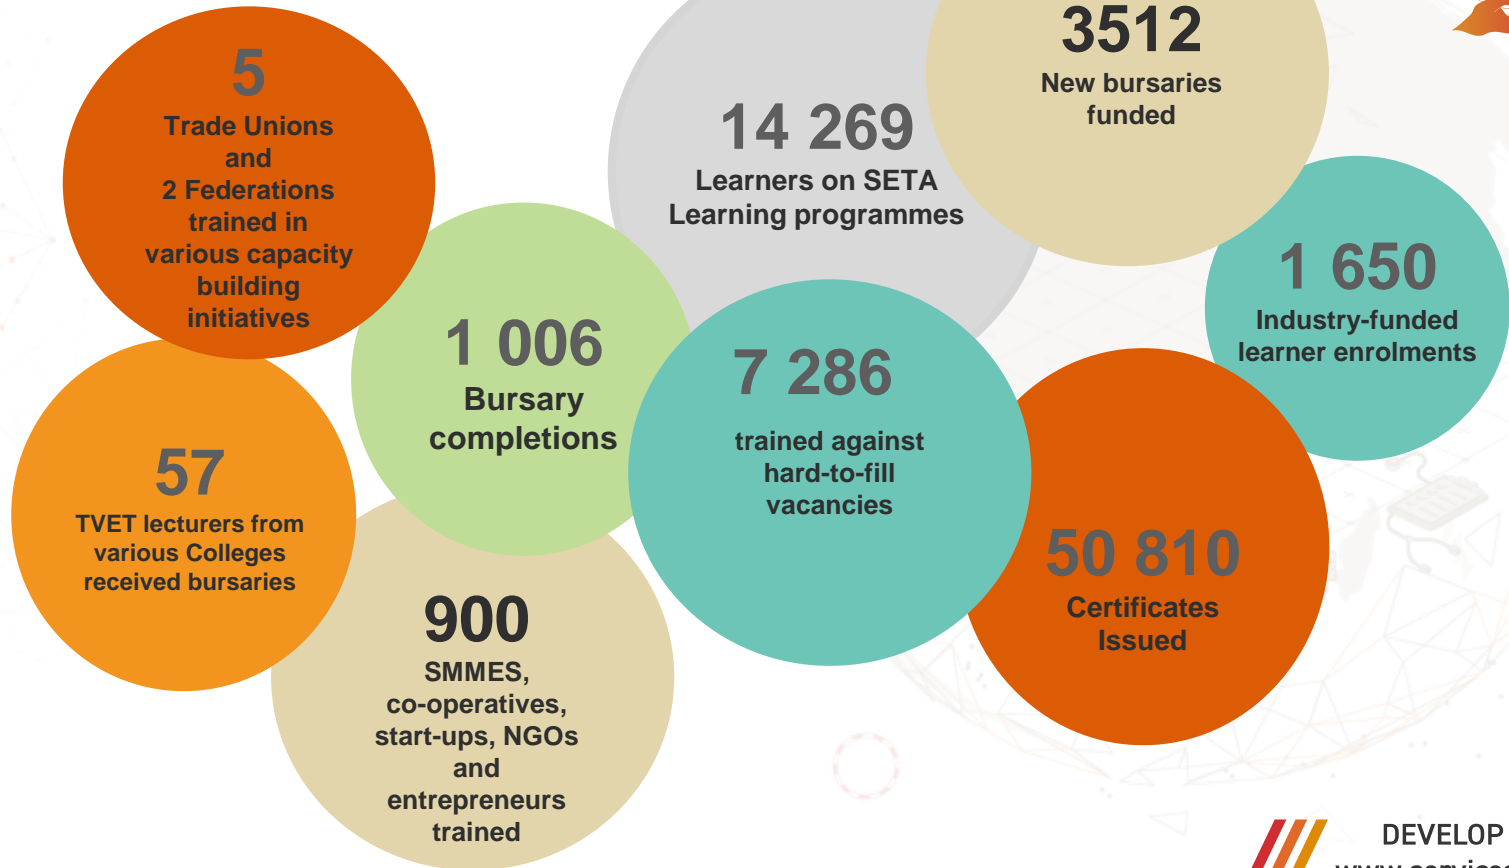 5
Trade Unions
and
2 Federations
trained in
various capacity
building
initiatives
14 269
Learners on SETA
Learning programmes
3512
New bursaries
funded
1 650
Industry-funded
learner enrolments
1 006
Bursary
completions
7 286
trained against
hard-to-fill
vacancies
57
TVET lecturers from
various Colleges
received bursaries
50 810
Certificates
Issued
900
SMMES,
co-operatives,
start-ups, NGOs
and
entrepreneurs
trained
DEVELOP